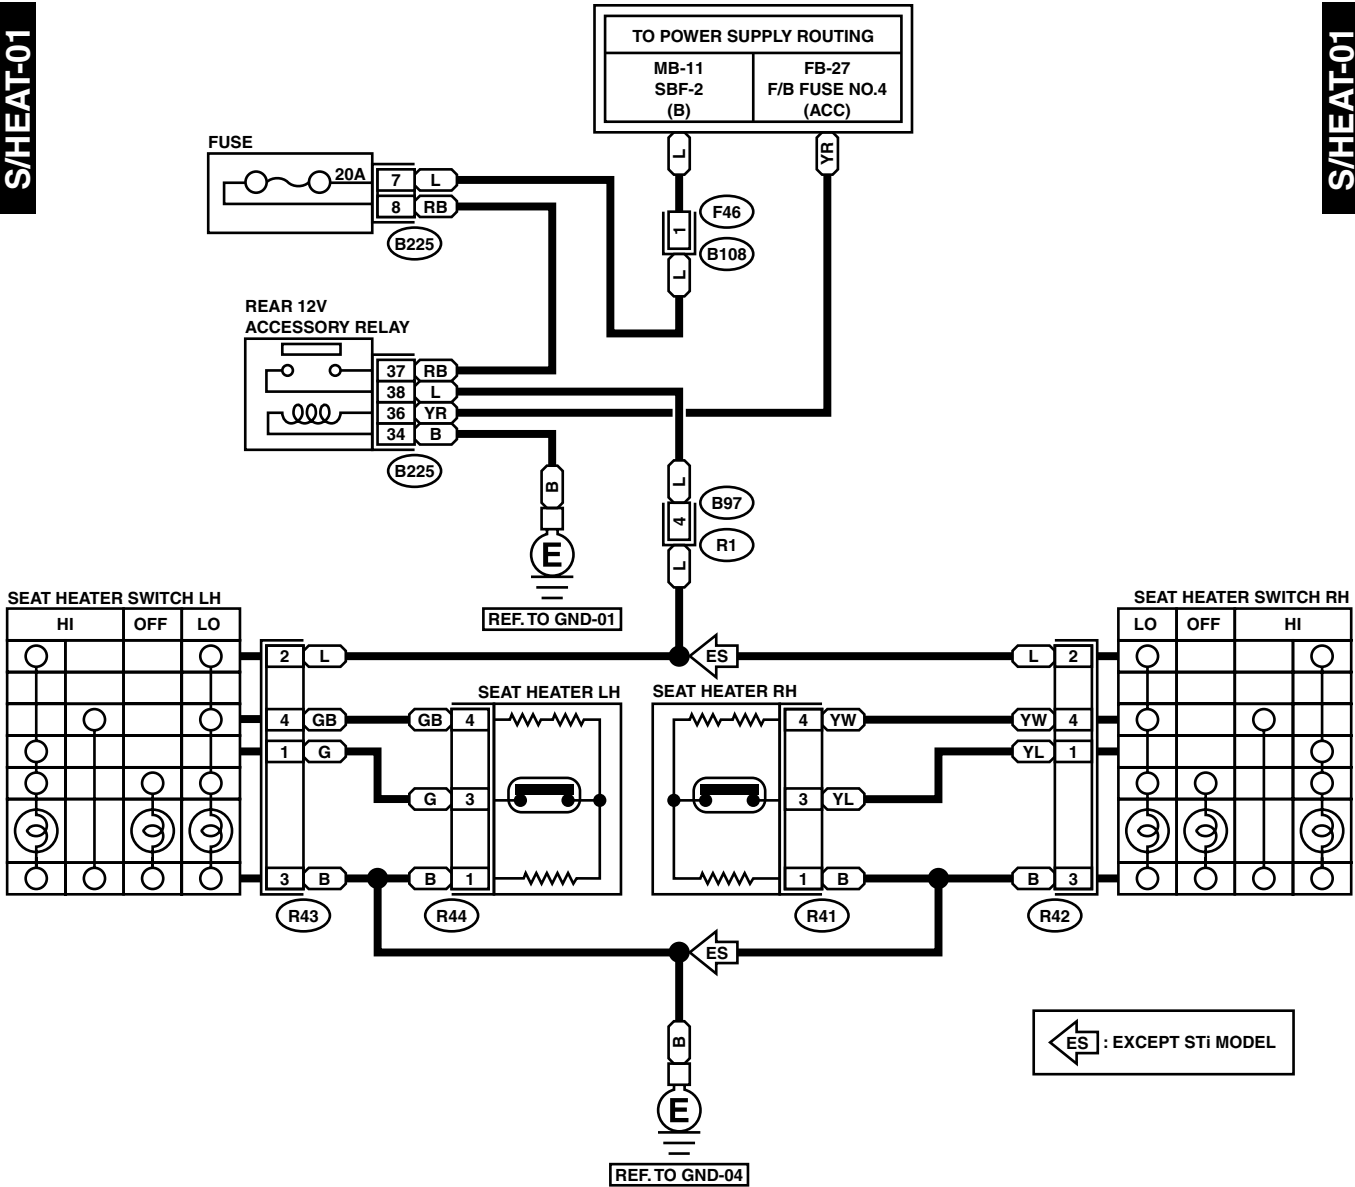 S/HEAT-01
S/HEAT-01
TO POWER SUPPLY ROUTING
MB-11
SBF-2
(B)
FB-27
F/B FUSE NO.4
(ACC)
L
YR
FUSE
20A
7
L
8
RB
B225
1
F46
B108
L
REAR 12V
ACCESSORY RELAY
37
RB
38
L
36
YR
34
B
B225
B
E
REF. TO GND-01
L
4
B97
R1
L
SEAT HEATER SWITCH LH
HI
OFF
LO
SEAT HEATER SWITCH RH
LO
OFF
HI
2
L
ES
L
2
SEAT HEATER LH
SEAT HEATER RH
4
GB
GB
4
4
YW
YW
4
1
G
YL
1
G
3
3
YL
3
B
B
1
1
B
B
3
R43
R44
R41
R42
ES
B
E
REF. TO GND-04
ES
: EXCEPT STi MODEL